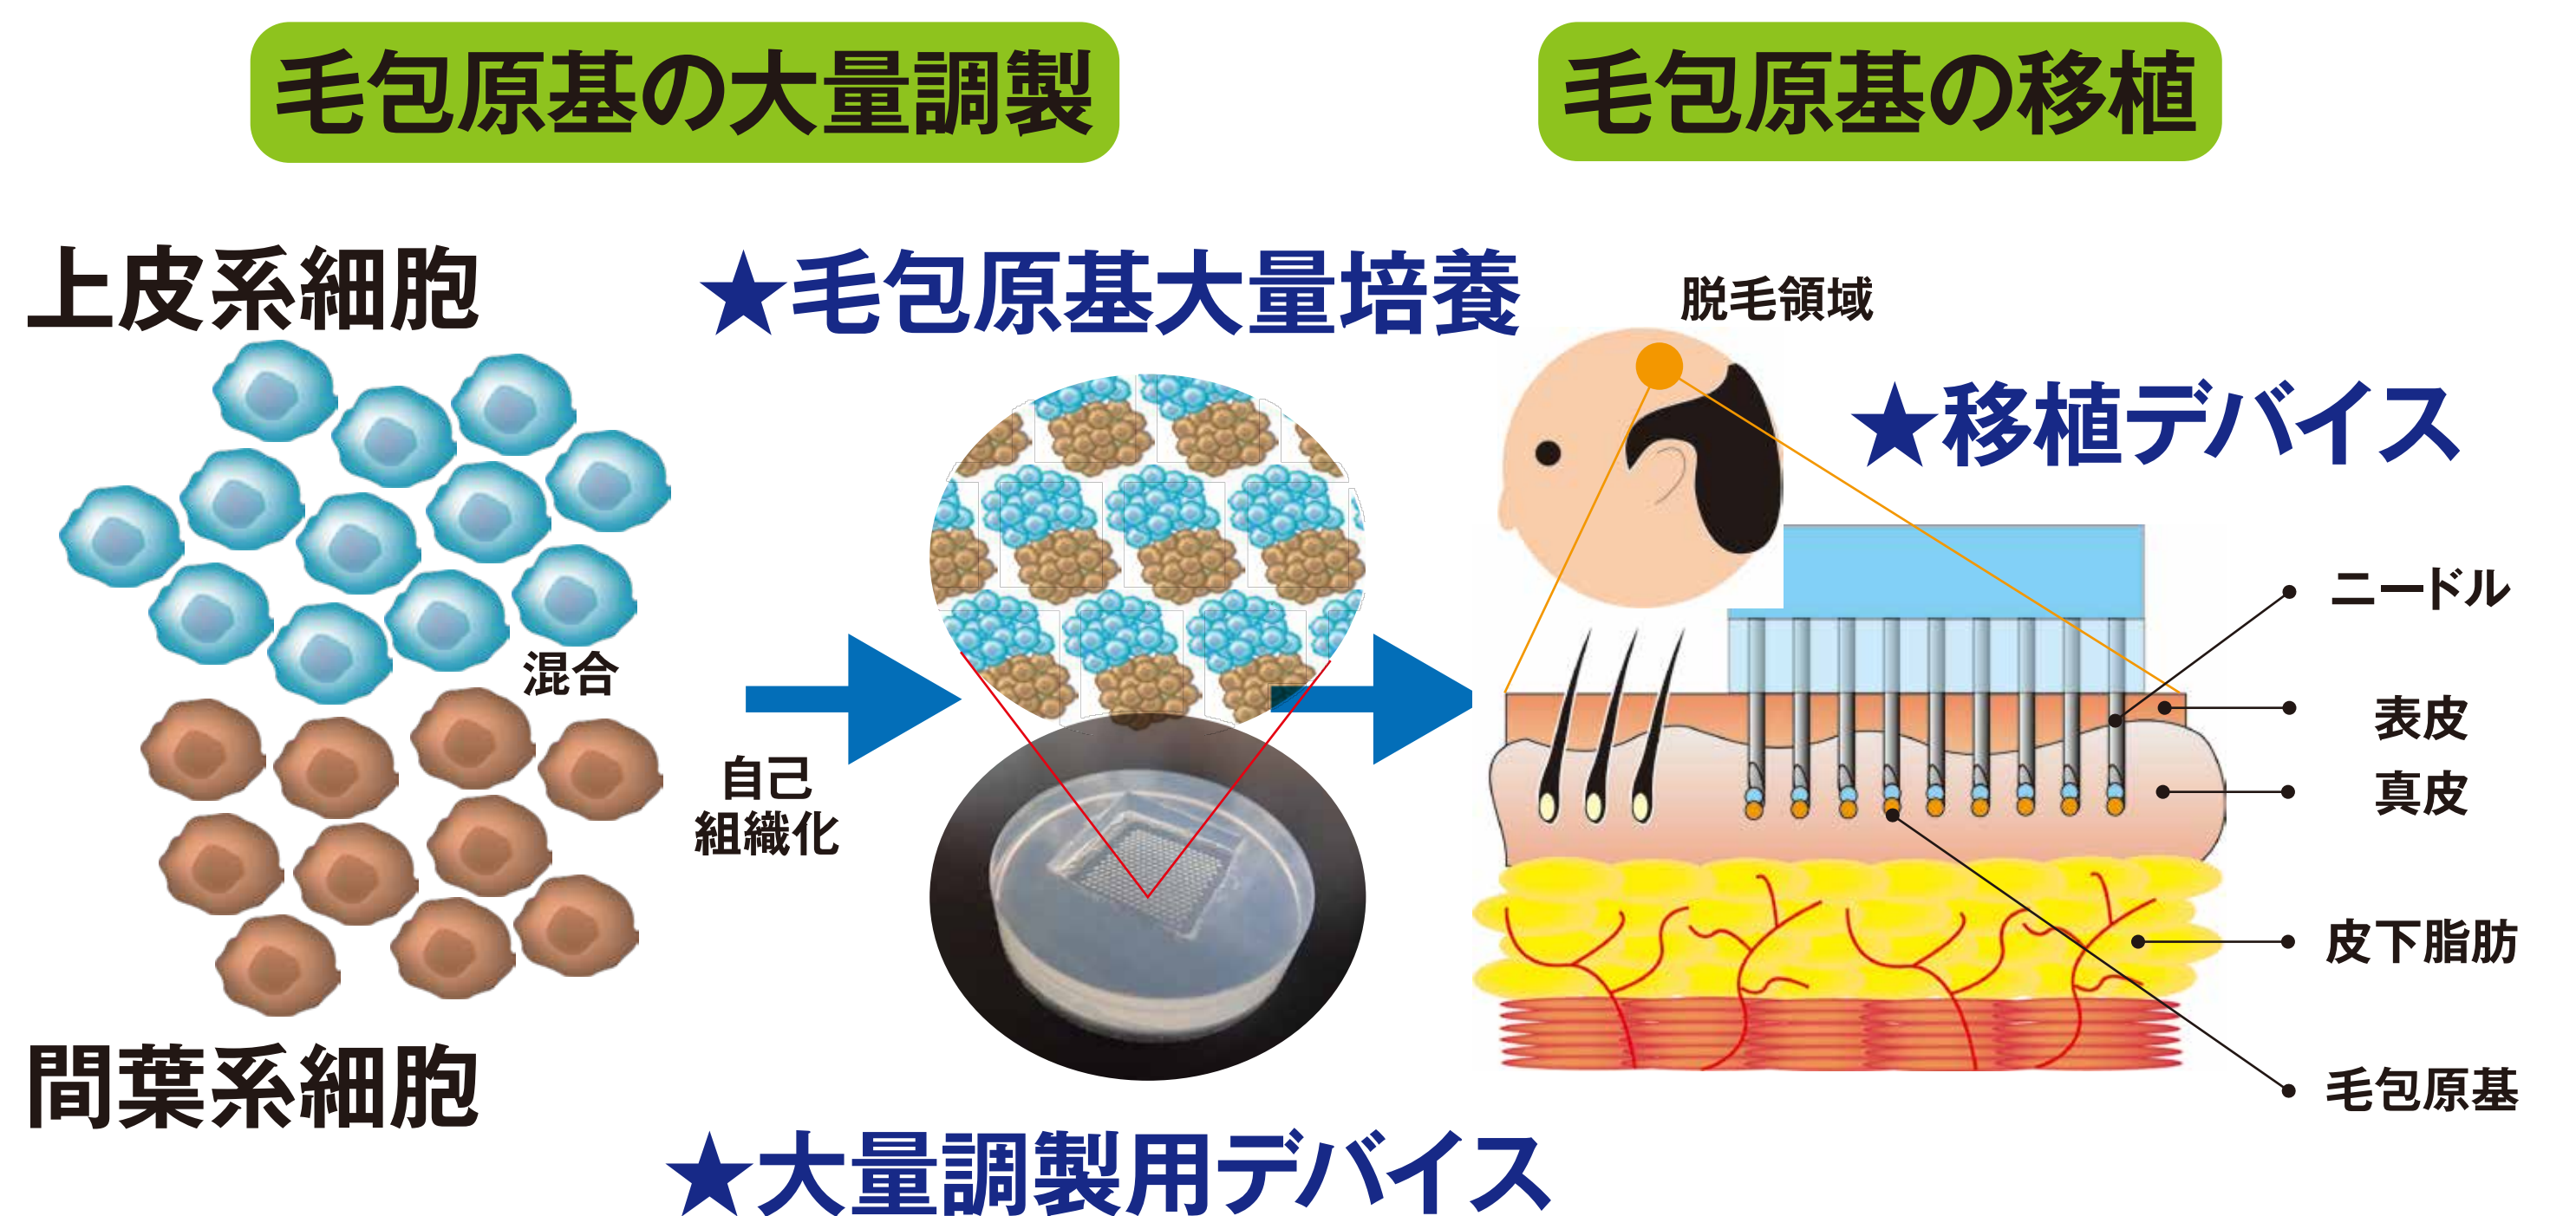 毛包原基の大量調製
毛包原基の移植
上皮系細胞
★毛包原基大量培養
脱毛領域
★移植デバイス
混合
自己
組織化
ニードル
表皮
真皮
皮下脂肪
毛包原基
間葉系細胞
★大量調製用デバイス